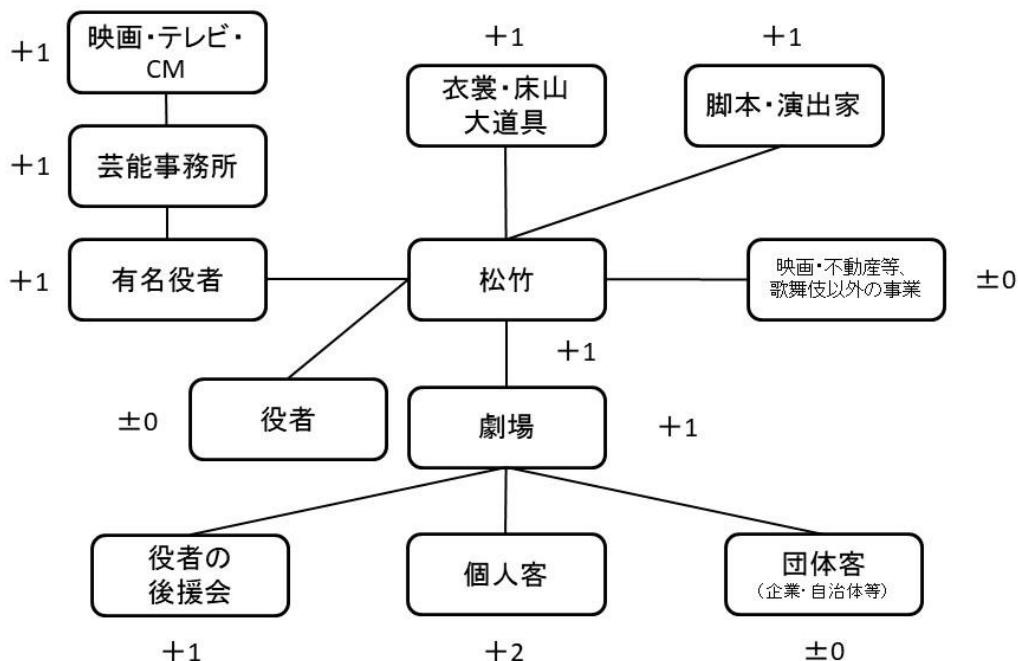 +1
映画・テレビ・
CM
+1
衣裳・床山
大道具
+1
脚本・演出家
+1
芸能事務所
+1
有名役者
松竹
映画・不動産等、
歌舞伎以外の事業
±0
+1
±0
役者
劇場
+1
役者の
後援会
個人客
団体客
(企業・自治体等)
+1
+2
±0